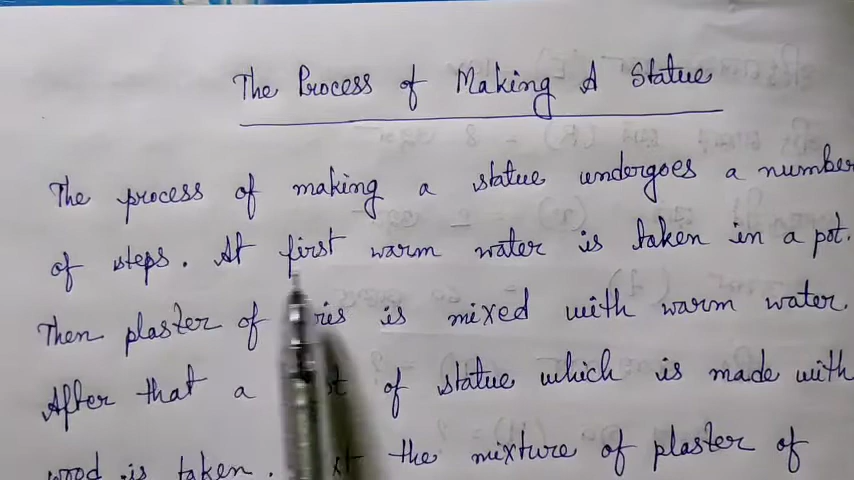 The Process of Making A Statue
The process of making a statue undergoes a number
of steps. At first warm water is taken in a pot.
Then plaster of is mixed with warm water.
After that a of statue which is made with
wood is taken. the mixture of plaster of